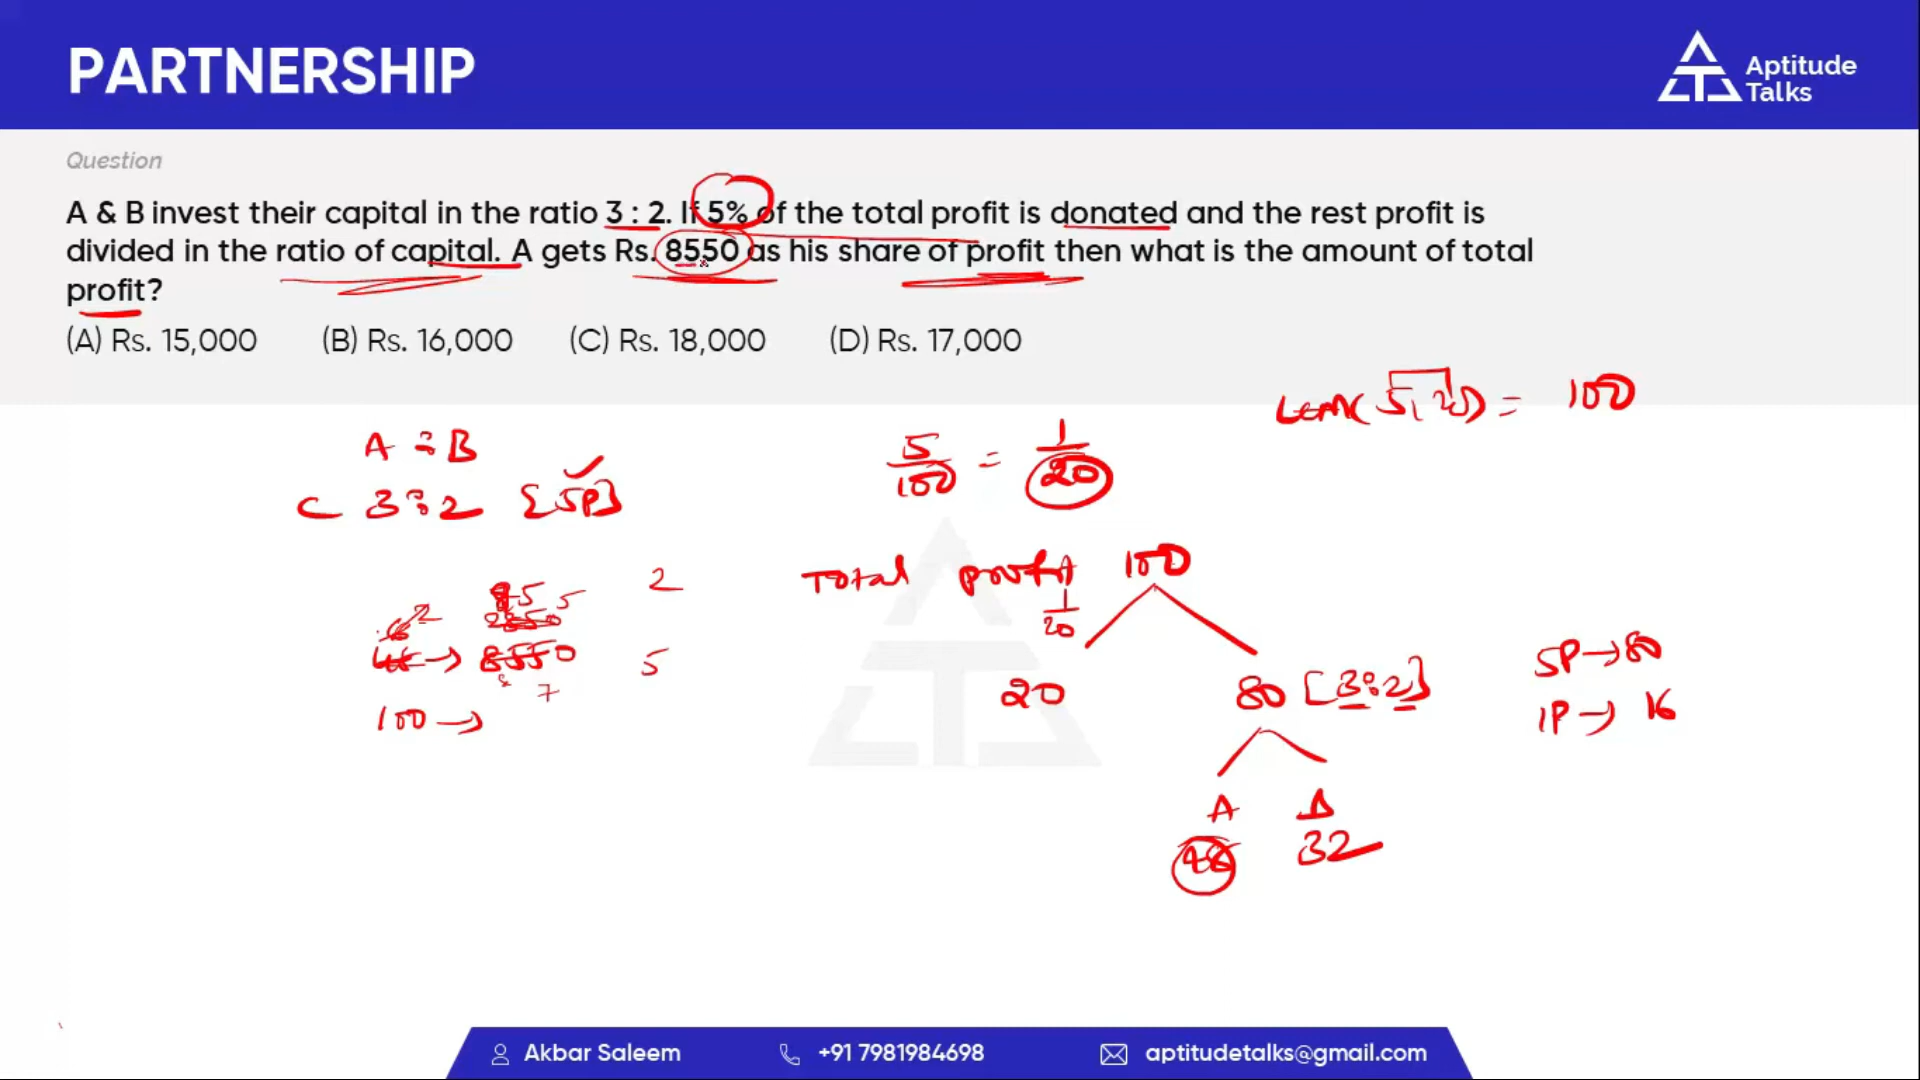 PARTNERSHIP
Aptitude
Talks
Question
A & B invest their capital in the ratio 3 : 2. If 5% of the total profit is donated and the rest profit is
divided in the ratio of capital. A gets Rs. 8550 as his share of profit then what is the amount of total
profit?
(A) Rs. 15,000 (B) Rs. 16,000 (C) Rs. 18,000 (D) Rs. 17,000
= 100
A : B
C 3:2 [5P]
5/100 = 1/20
Total profit 100
1/20
20
80 [3:2]
5P → 80
1P → 16
A
48 32
2
5
→ 8550
100 →
Akbar Saleem
+91 7981984698
aptitudetalks@gmail.com